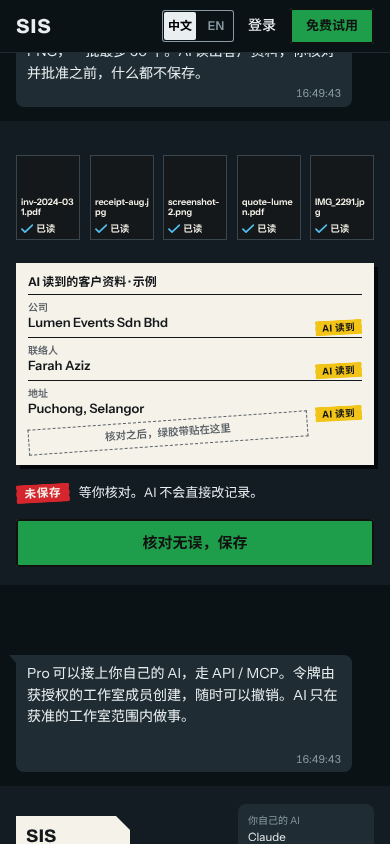 SIS
中文
EN
登录
免费试用
并批准之前，什么都不保存。
16:49:43
inv-2024-03
1.pdf
已读
receipt-aug.j
pg
已读
screenshot-
2.png
已读
quote-lume
n.pdf
已读
IMG_2291.jp
g
已读
AI 读到的客户资料·示例
公司
Lumen Events Sdn Bhd
AI 读到
联络人
Farah Aziz
AI 读到
地址
Puchong, Selangor
AI 读到
核对之后，绿胶带贴在这里
未保存
等你核对。AI 不会直接改记录。
核对无误，保存
Pro 可以接上你自己的 AI，走 API / MCP。令牌由
获授权的工作室成员创建，随时可以撤销。AI 只在
获准的工作室范围内做事。
16:49:43
SIS
你自己的 AI
Claude